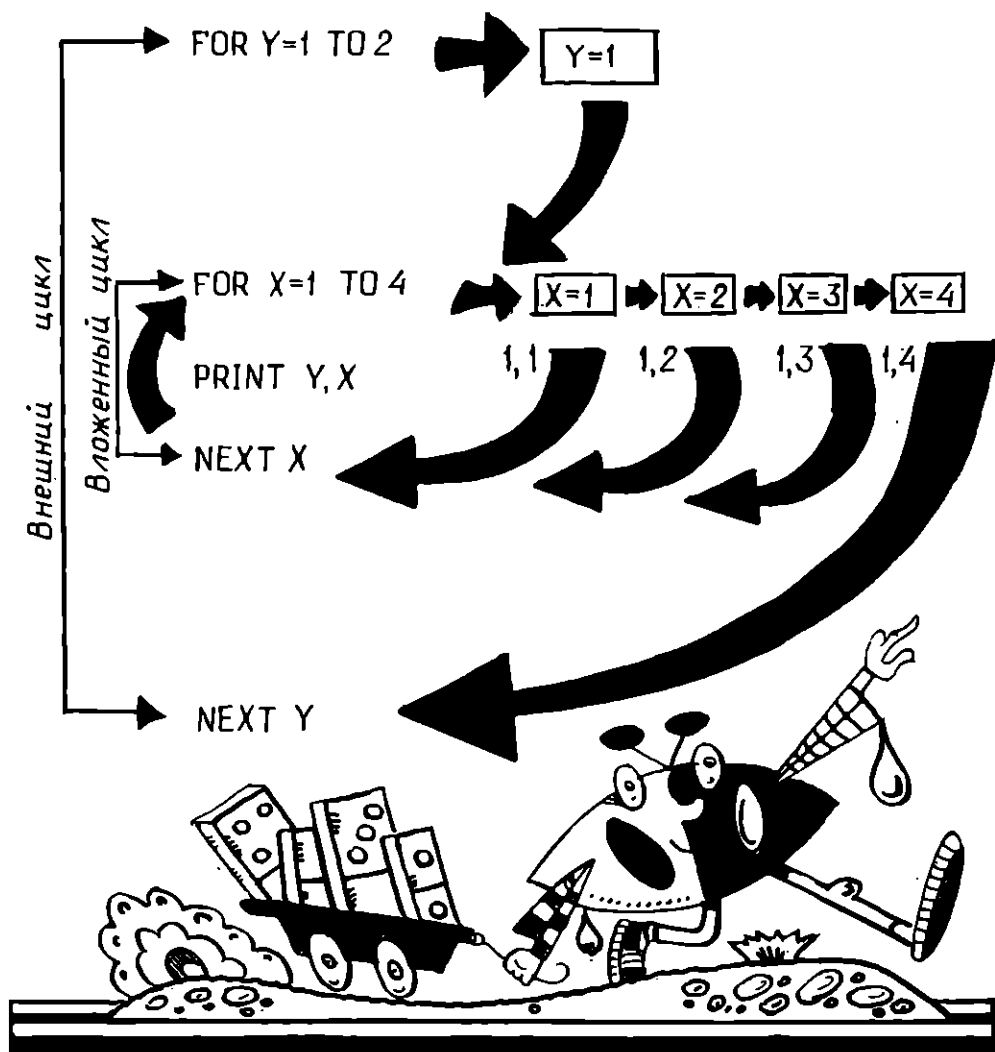 FOR Y=1 TO 2
Y=1
FOR X=1 TO 4
X=1
X=2
X=3
X=4
PRINT Y, X
1,1
1,2
1,3
1,4
NEXT X
NEXT Y
Внешний цикл
Вложенный цикл